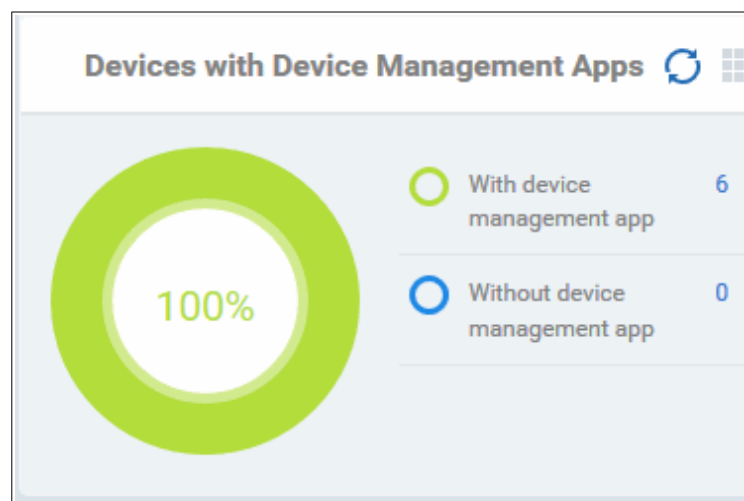 Devices with Device Management Apps
100%
With device
management app
6
Without device
management app
0